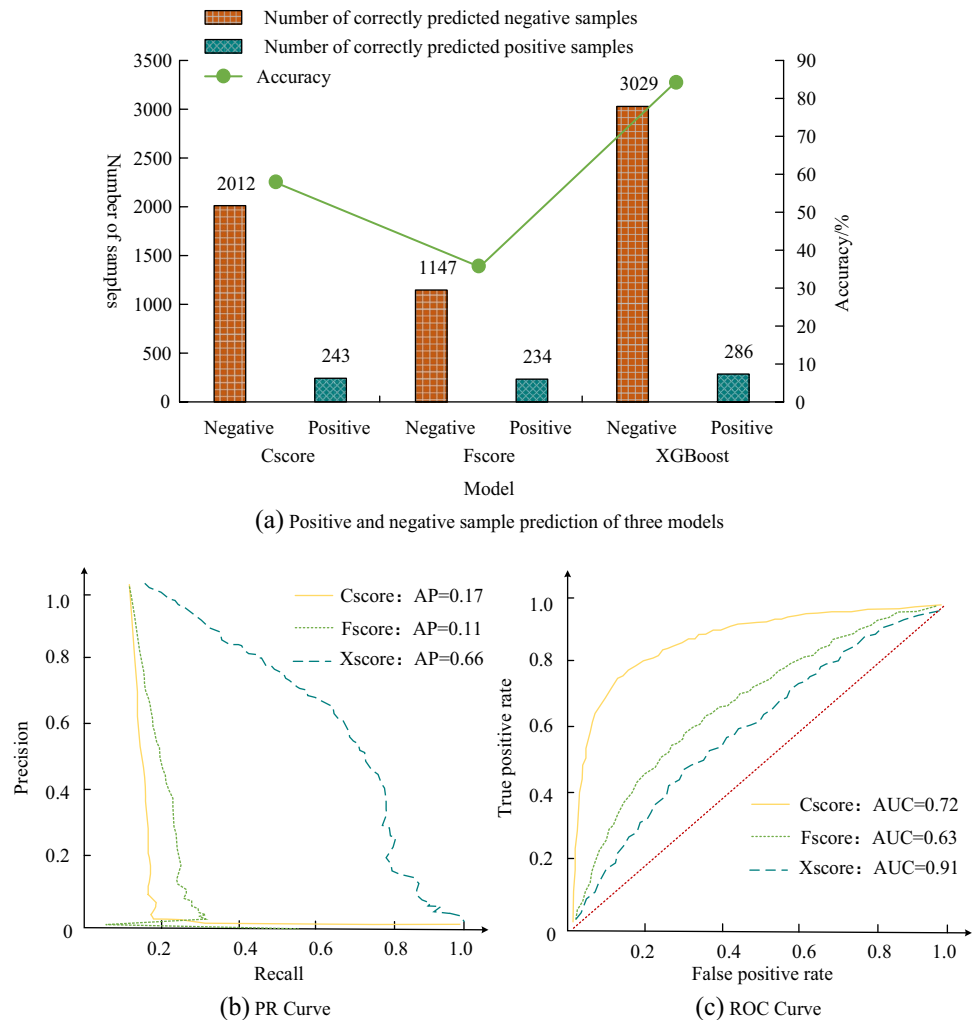 Number of correctly predicted negative samples
Number of correctly predicted positive samples
Accuracy
3500
3000
2500
2000
1500
1000
500
0
Number of samples
90
80
70
60
50
40
30
20
10
0
Accuracy/%
2012
243
1147
234
3029
286
Negative Positive Negative Positive Negative Positive
Cscore Fscore XGBoost
Model
(a) Positive and negative sample prediction of three models
1.0
0.8
0.6
0.4
0.2
0
Precision
Cscore：AP=0.17
Fscore：AP=0.11
Xscore：AP=0.66
0.2 0.4 0.6 0.8 1.0
Recall
(b) PR Curve
1.0
0.8
0.6
0.4
0.2
0
True positive rate
Cscore：AUC=0.72
Fscore：AUC=0.63
Xscore：AUC=0.91
0.2 0.4 0.6 0.8 1.0
False positive rate
(c) ROC Curve